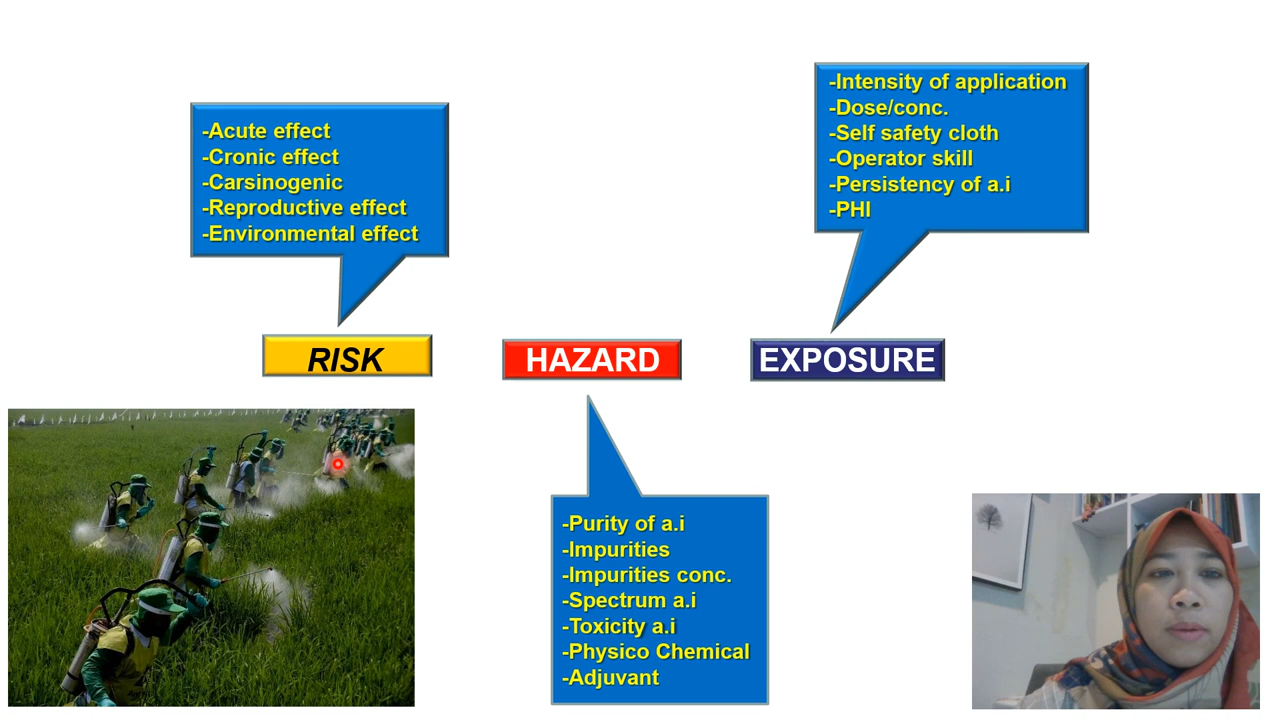 -Acute effect
-Cronic effect
-Carsinogenic
-Reproductive effect
-Environmental effect
-Intensity of application
-Dose/conc.
-Self safety cloth
-Operator skill
-Persistency of a.i
-PHI
RISK
HAZARD
EXPOSURE
-Purity of a.i
-Impurities
-Impurities conc.
-Spectrum a.i
-Toxicity a.i
-Physico Chemical
-Adjuvant